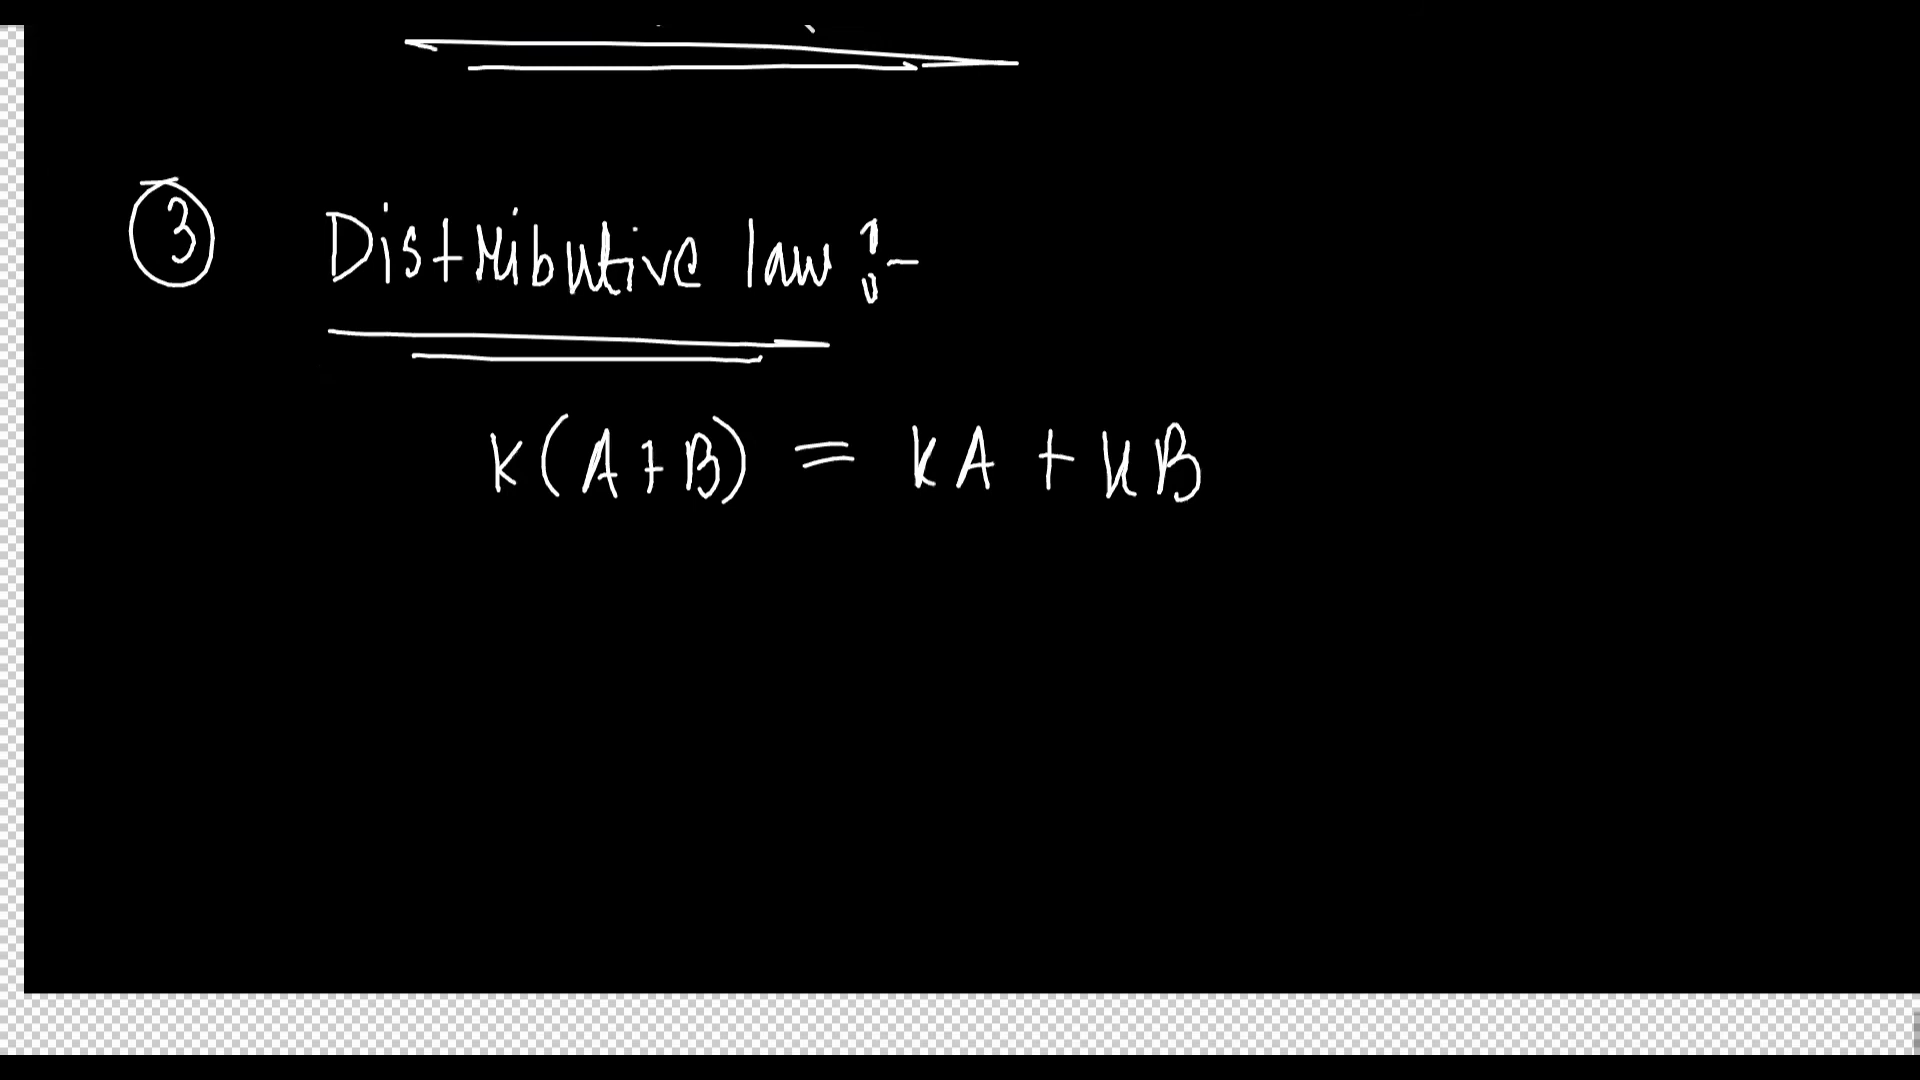 3 Distributive law :-
K(A+B) = KA + KB